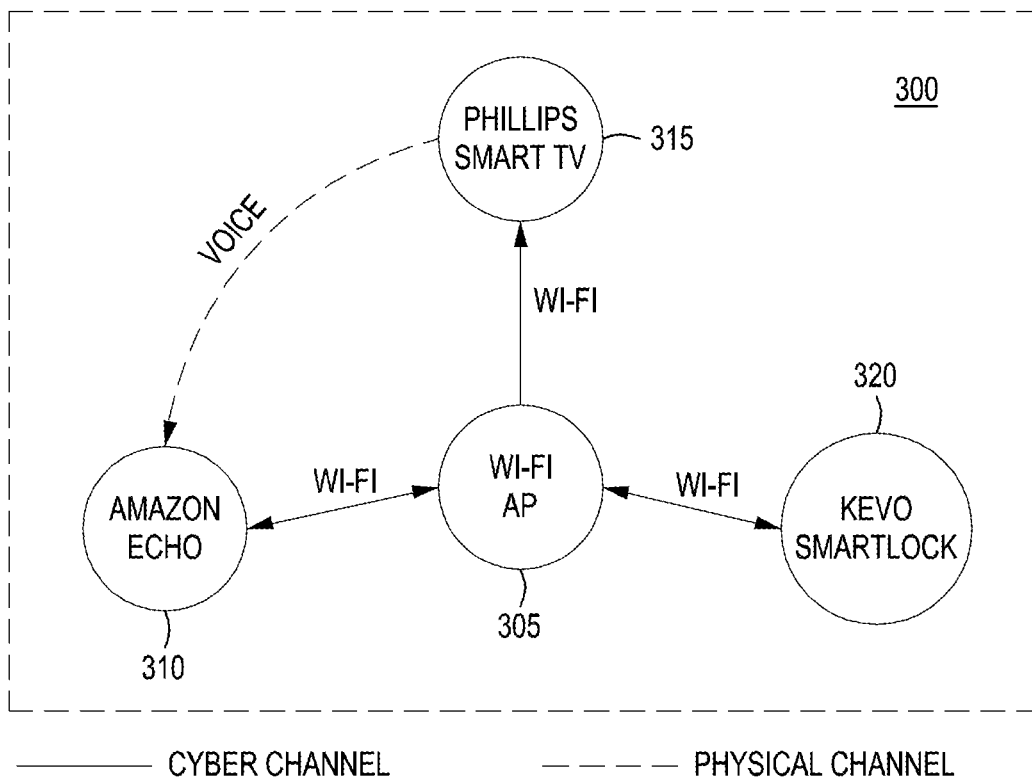 300
PHILLIPS
SMART TV
315
VOICE
WI-FI
320
WI-FI
WI-FI
AP
WI-FI
AMAZON
ECHO
KEVO
SMARTLOCK
305
310
CYBER CHANNEL
PHYSICAL CHANNEL